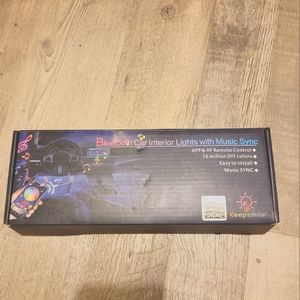 Bluetooth Car Interior Lights with Music Sync
APP& RF Remote Control
16 million DIY colors
Easy to install
Music SYNC
Keepsmile